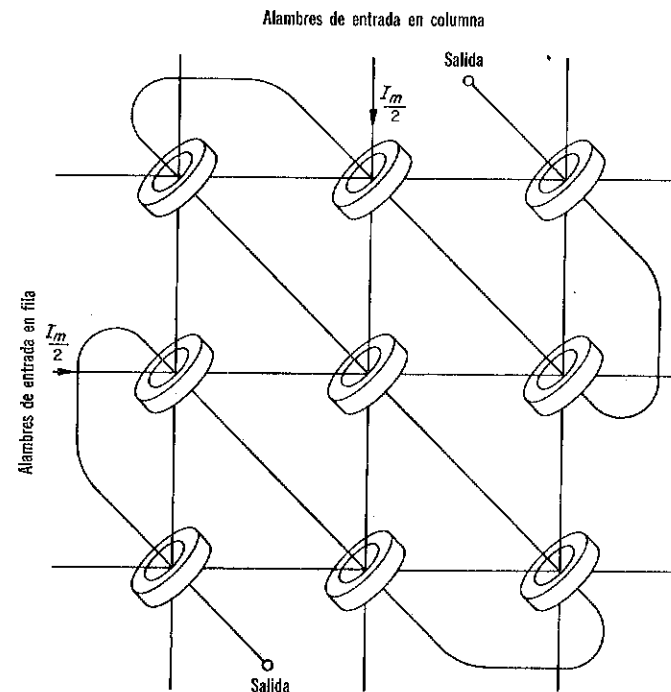 Alambres de entrada en columna
Salida
I_m/2
Alambres de entrada en fila
I_m/2
Salida